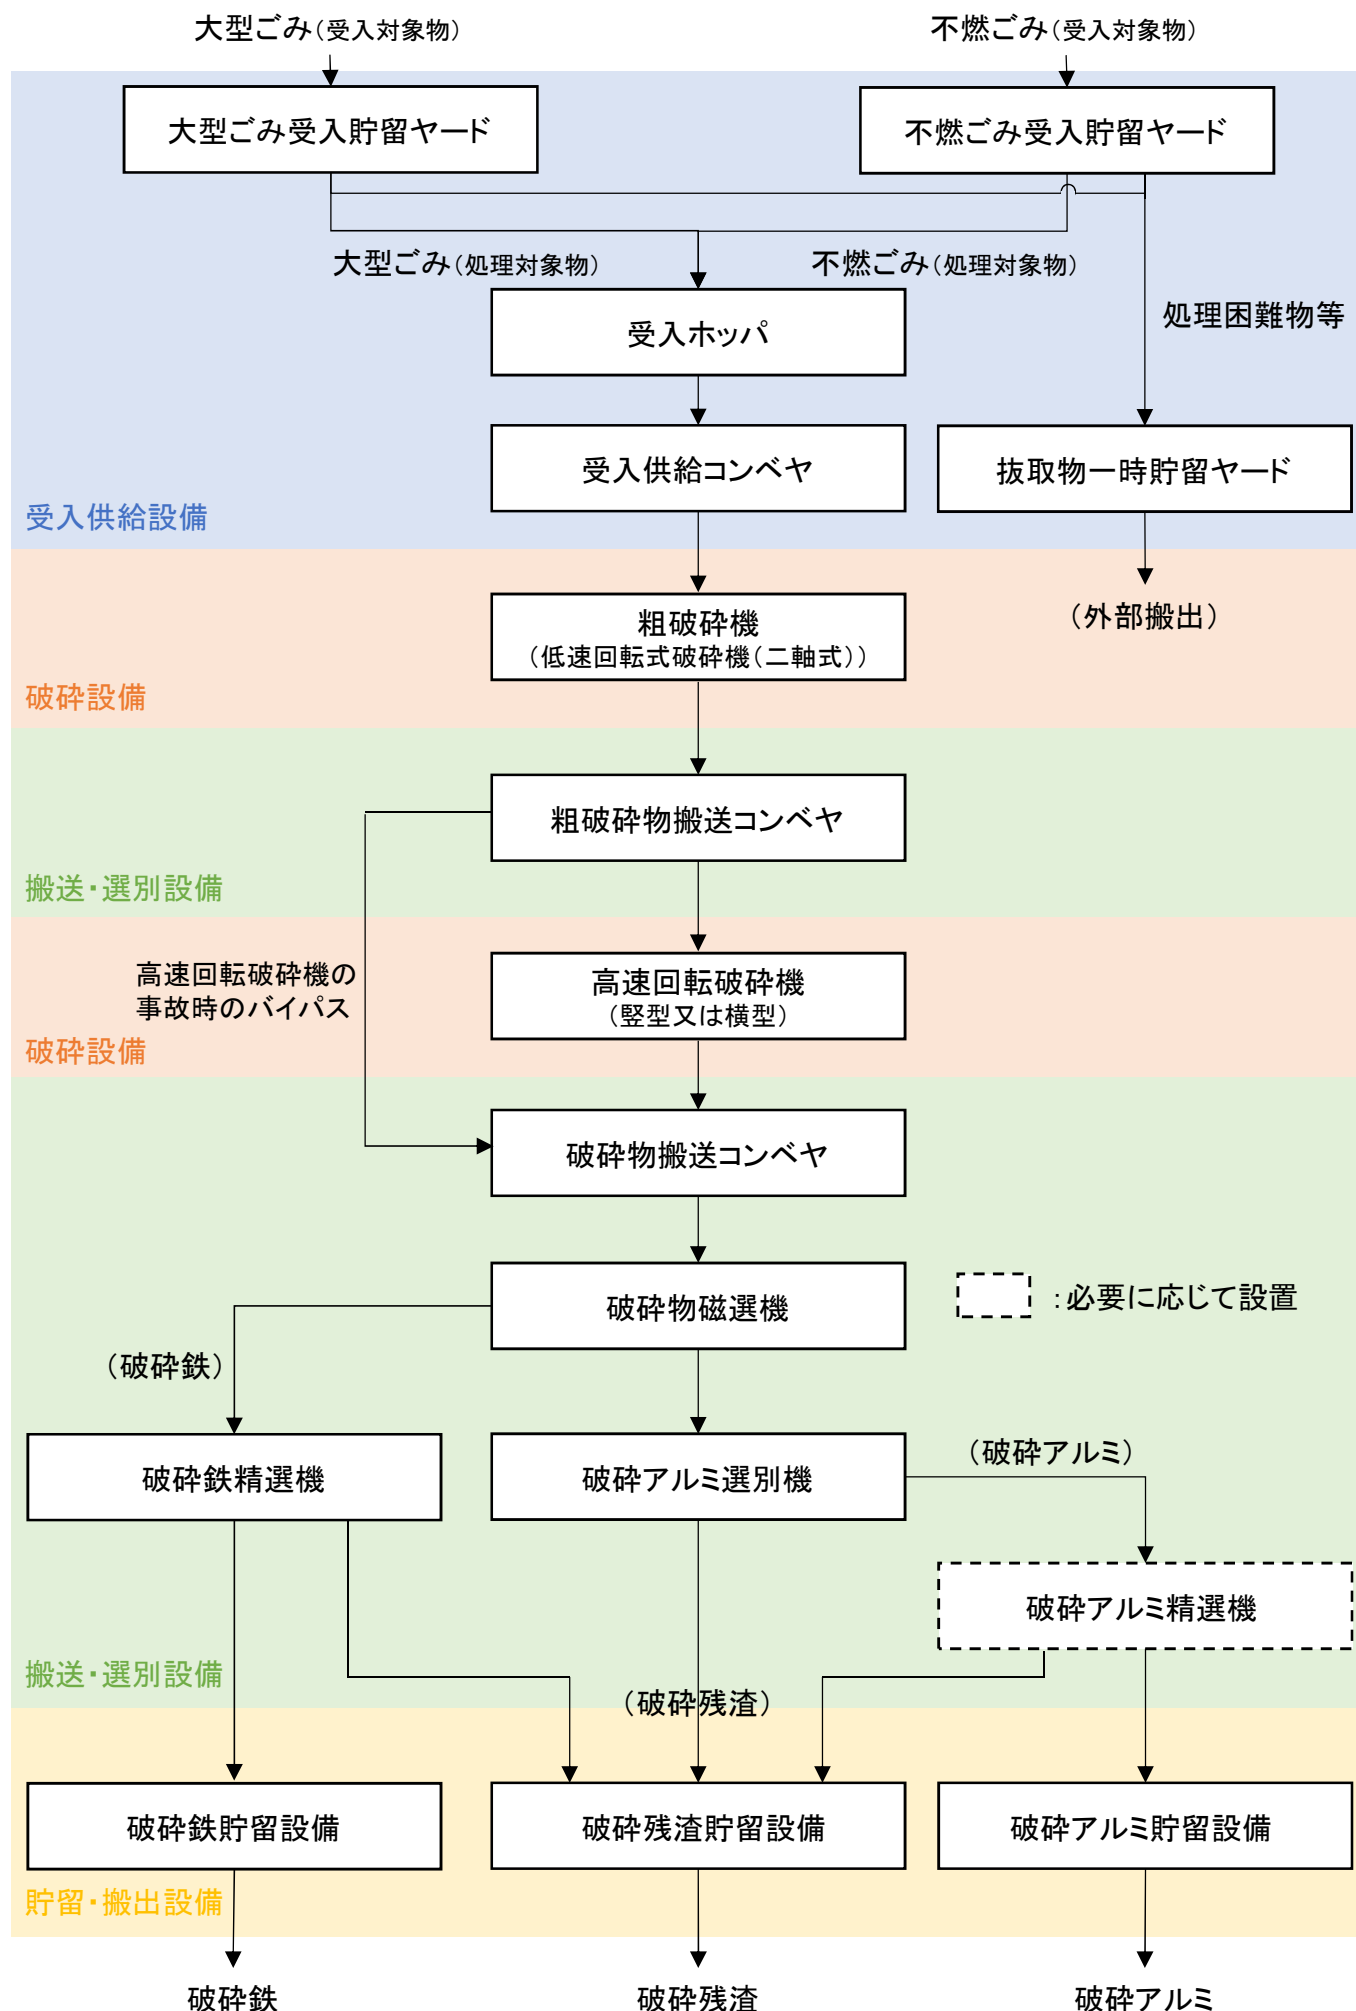 大型ごみ（受入対象物）
不燃ごみ（受入対象物）
大型ごみ受入貯留ヤード
不燃ごみ受入貯留ヤード
大型ごみ（処理対象物）
不燃ごみ（処理対象物）
処理困難物等
受入ホッパ
受入供給コンベヤ
抜取物一時貯留ヤード
受入供給設備
（外部搬出）
粗破砕機
（低速回転式破砕機（二軸式））
破砕設備
粗破砕物搬送コンベヤ
搬送・選別設備
高速回転破砕機の
事故時のバイパス
高速回転破砕機
（竪型又は横型）
破砕設備
破砕物搬送コンベヤ
破砕物磁選機
：必要に応じて設置
（破砕鉄）
（破砕アルミ）
破砕鉄精選機
破砕アルミ選別機
破砕アルミ精選機
搬送・選別設備
（破砕残渣）
破砕鉄貯留設備
破砕残渣貯留設備
破砕アルミ貯留設備
貯留・搬出設備
破砕鉄
破砕残渣
破砕アルミ